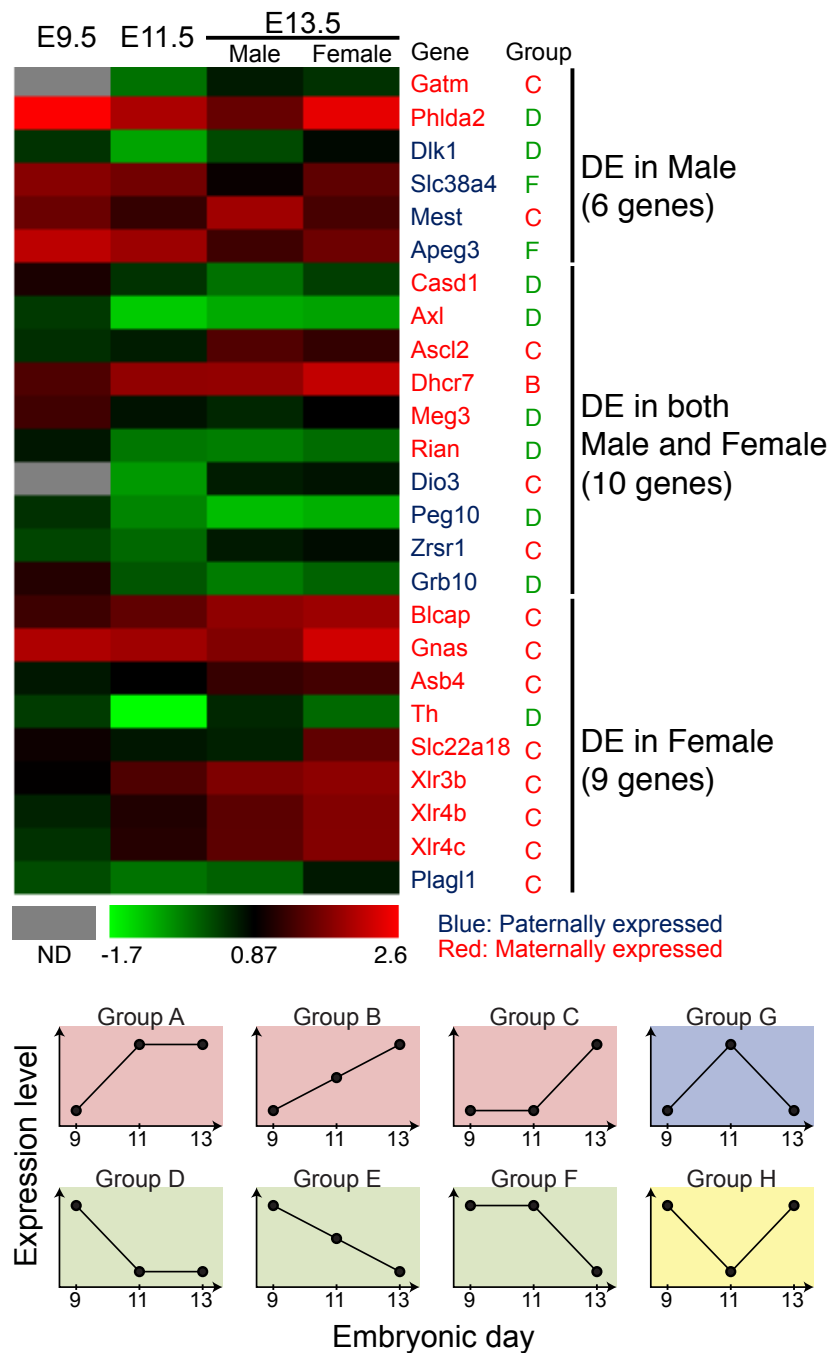 E9.5 E11.5 E13.5
Male Female Gene Group
Gatm C
Phlda2 D
Dlk1 D
Slc38a4 F
Mest C
Apeg3 F
DE in Male
(6 genes)
Casd1 D
Axl D
Ascl2 C
Dhcr7 B
Meg3 D
Rian D
Dio3 C
Peg10 D
Zrsr1 C
Grb10 D
DE in both
Male and Female
(10 genes)
Blcap C
Gnas C
Asb4 C
Th D
Slc22a18 C
Xlr3b C
Xlr4b C
Xlr4c C
Plagl1 C
DE in Female
(9 genes)
ND -1.7 0.87 2.6
Blue: Paternally expressed
Red: Maternally expressed
Expression level
Group A Group B Group C Group G
9 11 13 9 11 13 9 11 13 9 11 13
Group D Group E Group F Group H
9 11 13 9 11 13 9 11 13 9 11 13
Embryonic day